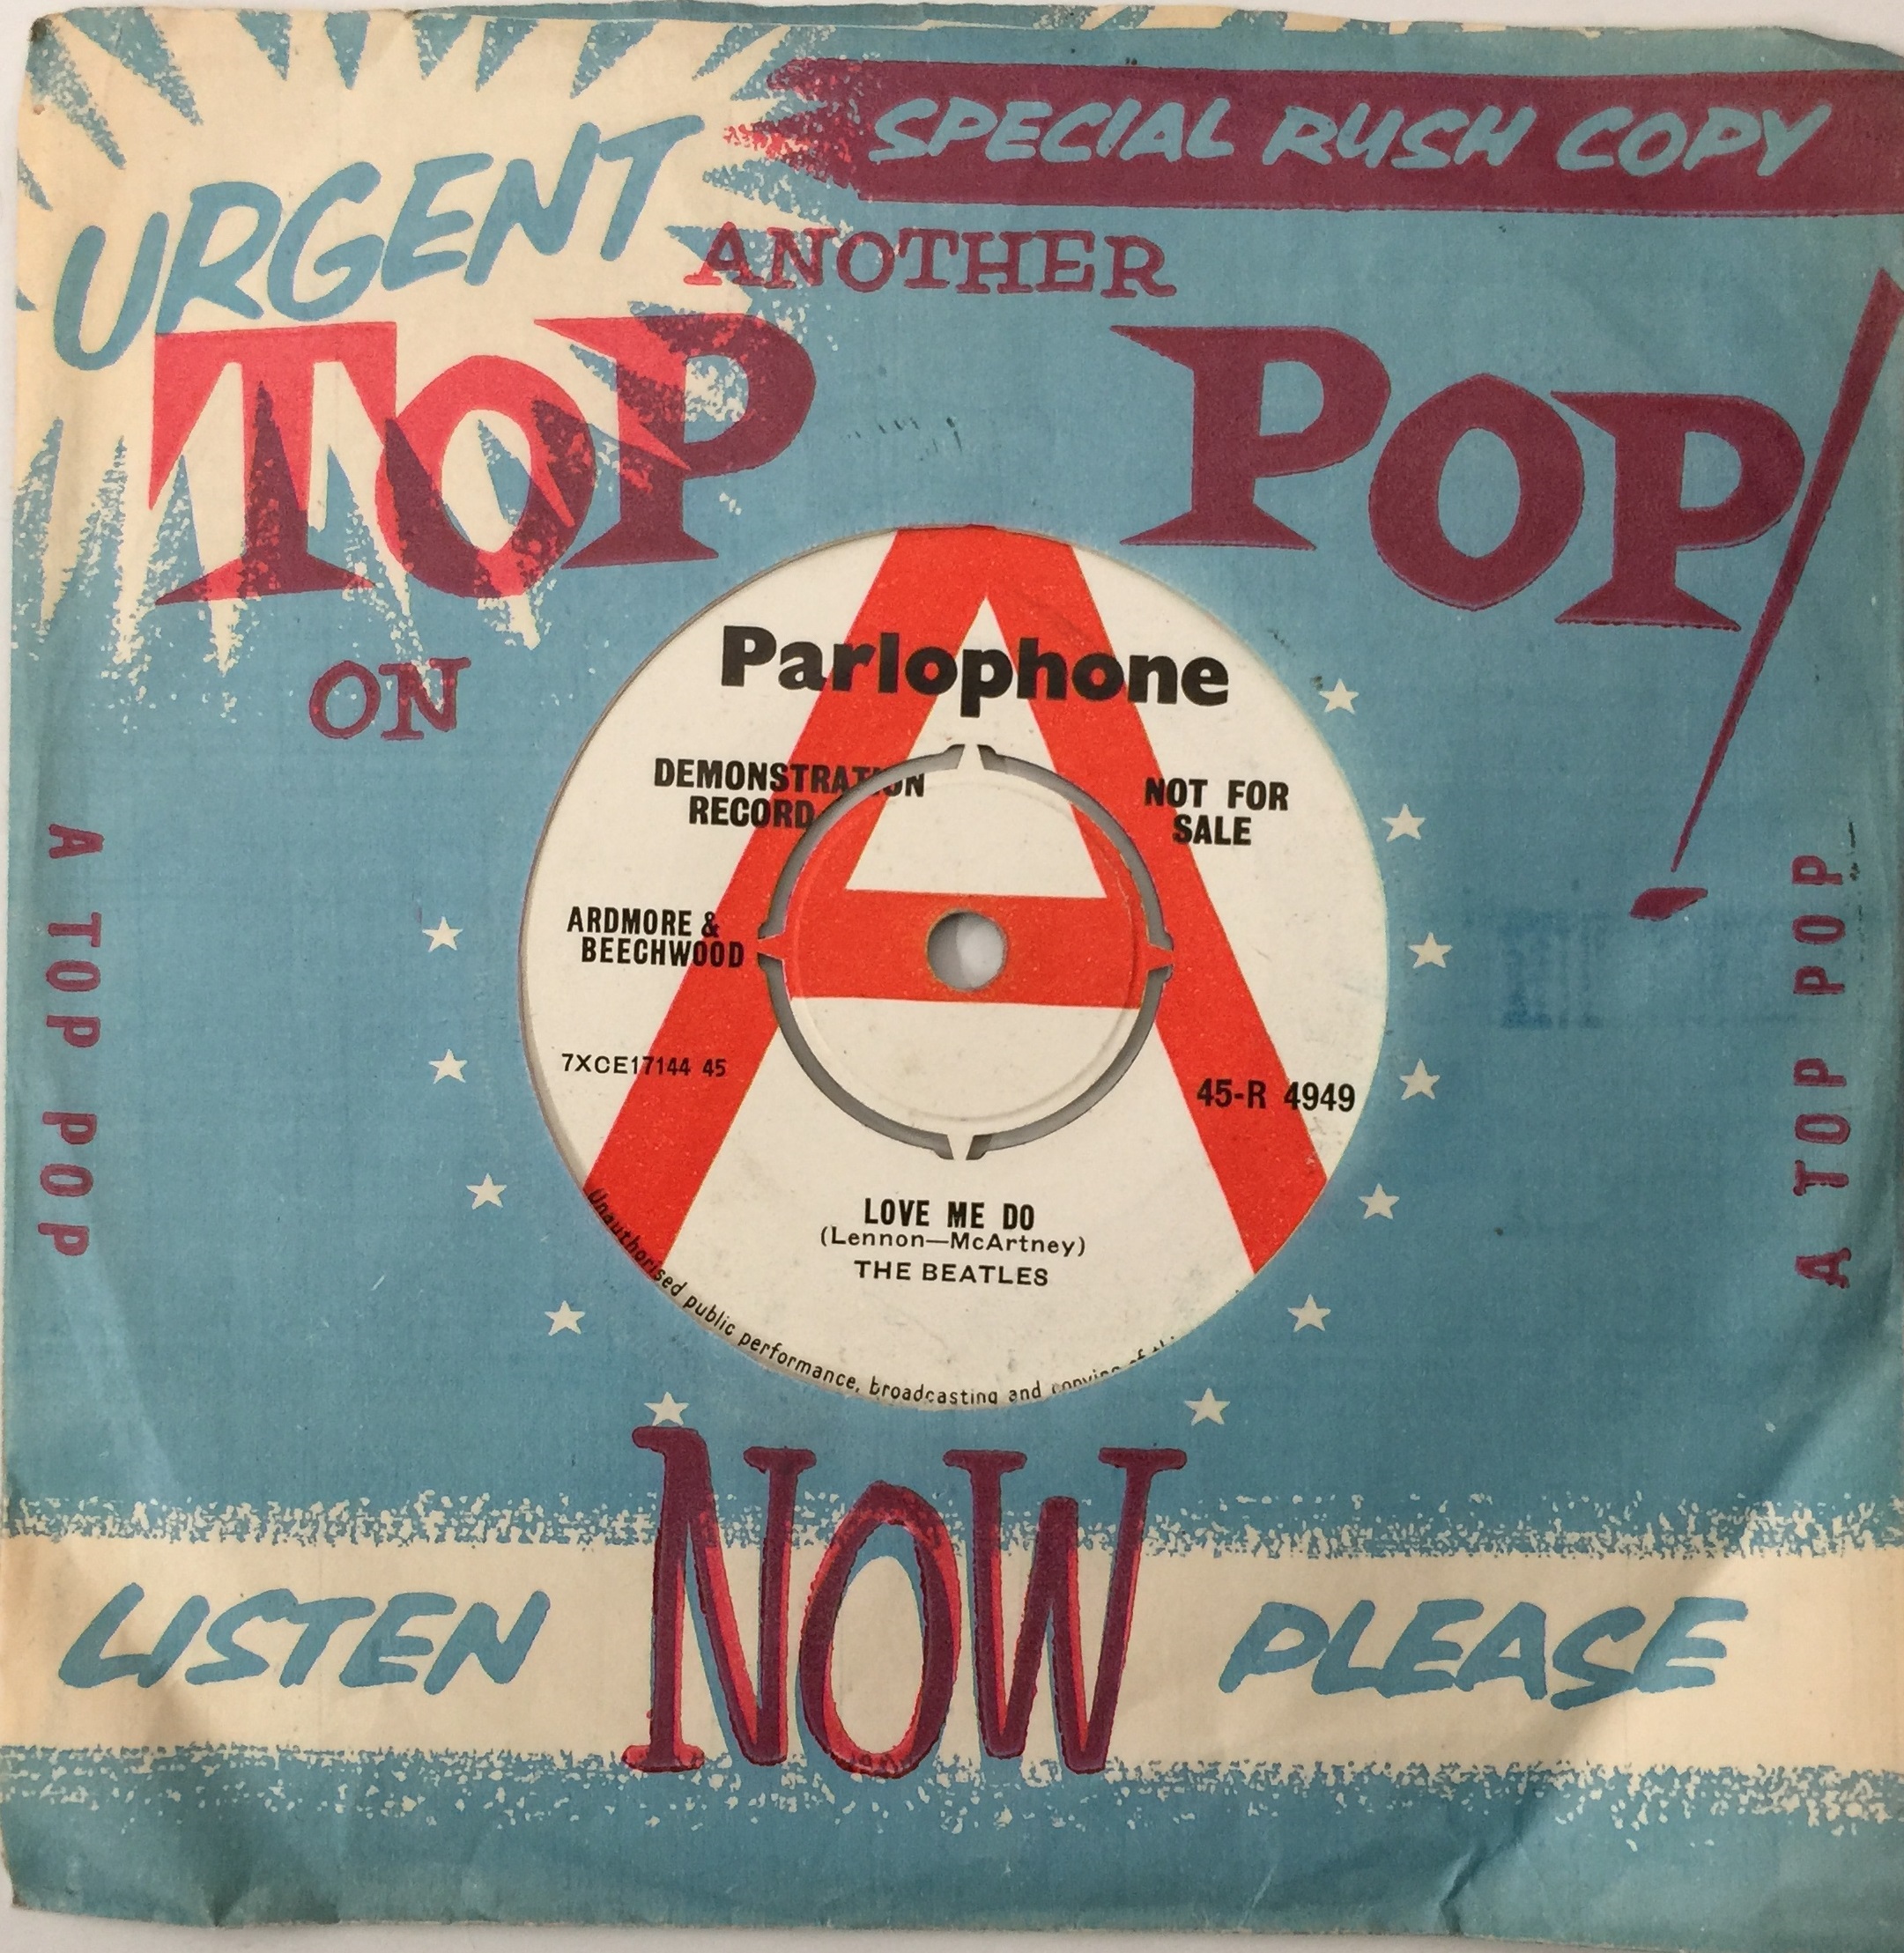 SPECIAL RUSH COPY
URGENT
ANOTHER
TOP POP!
ON
Parlophone
DEMONSTRATION
RECORD
NOT FOR
SALE
ARDMORE &
BEECHWOOD
7XCE17144 45
45-R 4949
LOVE ME DO
(Lennon—McArtney)
THE BEATLES
Unauthorised public performance, broadcasting and copying of
A TOP POP
A TOP POP
LISTEN NOW PLEASE